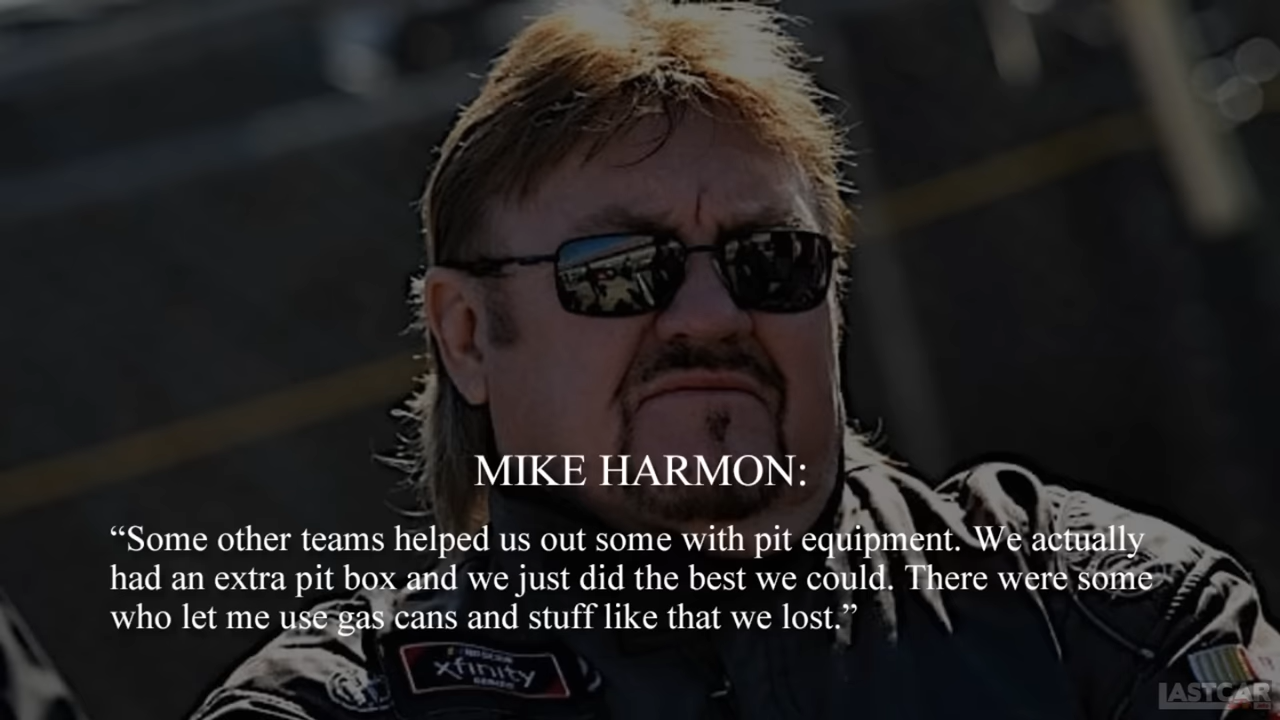 MIKE HARMON:
“Some other teams helped us out some with pit equipment. We actually
had an extra pit box and we just did the best we could. There were some
who let me use gas cans and stuff like that we lost.”
xfinity
SERIES
LASTCAR